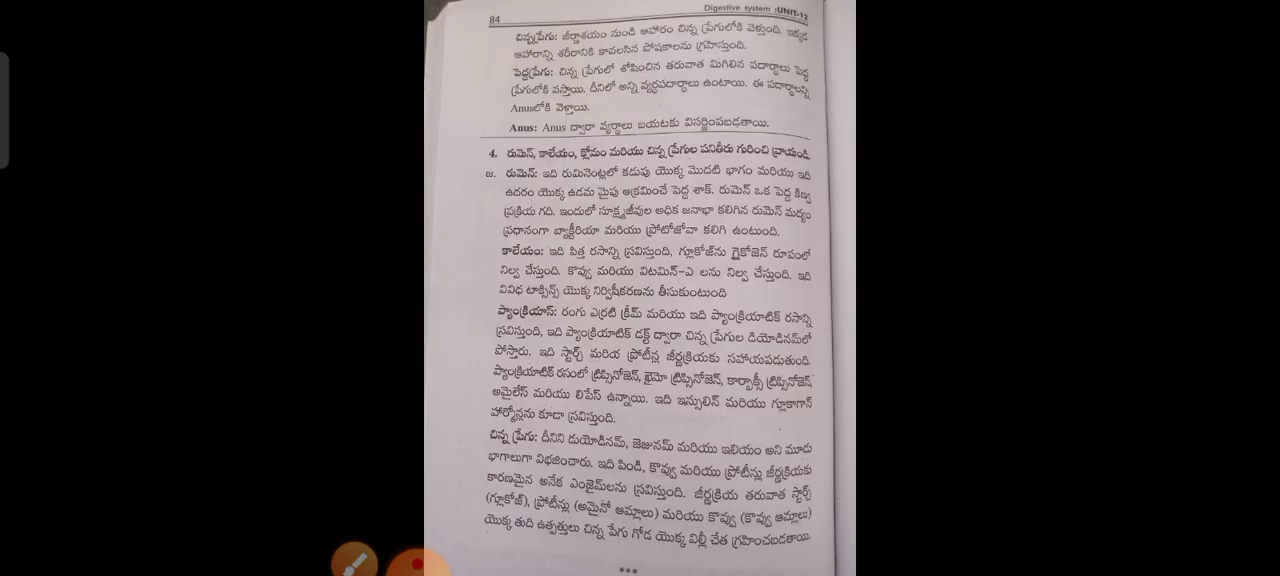 84
Digestive system :UNIT-12
చిన్నప్రేగు: జీర్ణాశయం నుండి ఆహారం చిన్న ప్రేగులోకి వెళ్తుంది. ఇక్కడ
ఆహారాన్ని శరీరానికి కావలసిన పోషకాలను గ్రహిస్తుంది.
పెద్దప్రేగు: చిన్న ప్రేగులో శోషించిన తరువాత మిగిలిన పదార్థాలు పెద్ద
ప్రేగులోకి వస్తాయి. దీనిలో అన్ని వ్యర్థపదార్థాలు ఉంటాయి. ఈ పదార్థాలన్ని
Anusలోకి వెళ్తాయి.
Anus: Anus ద్వారా వ్యర్థాలు బయటకు విసర్జింపబడతాయి.
4. రుమెన్, కాలేయం, క్లోమం మరియు చిన్న ప్రేగుల పనితీరు గురించి వ్రాయండి.
జ. రుమెన్: ఇది రుమినెంట్లలో కడుపు యొక్క మొదటి భాగం మరియు ఇది
ఉదరం యొక్క ఉడమ వైపు ఆక్రమించే పెద్ద శాక్. రుమెన్ ఒక పెద్ద కిణ్వ
ప్రక్రియ గది. ఇందులో సూక్ష్మజీవుల అధిక జనాభా కలిగిన రుమెన్ మద్యం
ప్రధానంగా బ్యాక్టీరియా మరియు ప్రోటోజోవా కలిగి ఉంటుంది.
కాలేయం: ఇది పిత్త రసాన్ని స్రవిస్తుంది, గ్లూకోజ్‌ను గ్లైకోజెన్ రూపంలో
నిల్వ చేస్తుంది. కొవ్వు మరియు విటమిన్-ఎ లను నిల్వ చేస్తుంది. ఇది
వివిధ టాక్సిన్స్ యొక్క నిర్విషీకరణను తీసుకుంటుంది
ప్యాంక్రియాస్: రంగు ఎర్రటి క్రీమ్ మరియు ఇది ప్యాంక్రియాటిక్ రసాన్ని
స్రవిస్తుంది, ఇది ప్యాంక్రియాటిక్ డక్ట్ ద్వారా చిన్న ప్రేగుల డియోడినమ్‌లో
పోస్తారు. ఇది స్టార్చ్ మరియ ప్రోటీన్ల జీర్ణక్రియకు సహాయపడుతుంది.
ప్యాంక్రియాటిక్ రసంలో ట్రిప్సినోజెన్, ఖైమో ట్రిప్సినోజెన్, కార్బాక్సీ ట్రిప్సినోజెన్,
అమైలేస్ మరియు లిపేస్ ఉన్నాయి. ఇది ఇన్సులిన్ మరియు గ్లూకాగాన్
హార్మోన్లను కూడా స్రవిస్తుంది.
చిన్న ప్రేగు: దీనిని డుయోడినమ్, జెజునమ్ మరియు ఇలియం అని మూడు
భాగాలుగా విభజించారు. ఇది పిండి, కొవ్వు మరియు ప్రోటీన్లు జీర్ణక్రియకు
కారణమైన అనేక ఎంజైమ్‌లను స్రవిస్తుంది. జీర్ణక్రియ తరువాత స్టార్చ్
(గ్లూకోజ్), ప్రోటీన్లు (అమైనో ఆమ్లాలు) మరియు కొవ్వు (కొవ్వు ఆమ్లాలు)
యొక్క తుది ఉత్పత్తులు చిన్న పేగు గోడ యొక్క విల్లీ చేత గ్రహించబడతాయి.
***